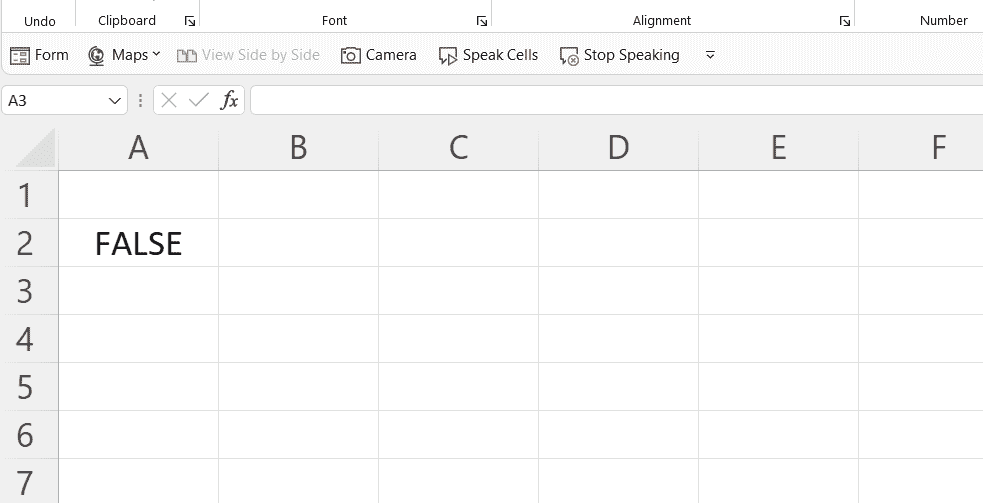 Undo Clipboard Font Alignment Number
Form Maps View Side by Side Camera Speak Cells Stop Speaking
A3 fx
A B C D E F
1
2 FALSE
3
4
5
6
7